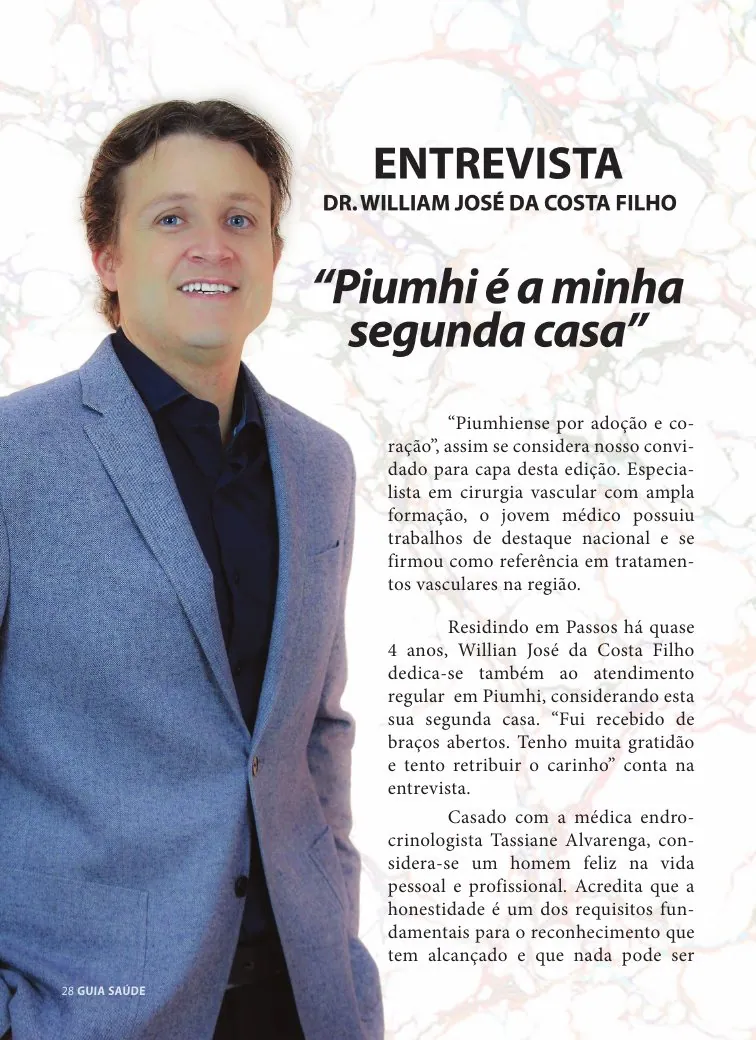 ENTREVISTA
DR. WILLIAM JOSÉ DA COSTA FILHO
“Piumhi é a minha
segunda casa”
“Piumhiense por adoção e co-
ração”, assim se considera nosso convi-
dado para capa desta edição. Especia-
lista em cirurgia vascular com ampla
formação, o jovem médico possuiu
trabalhos de destaque nacional e se
firmou como referência em tratamen-
tos vasculares na região.
Residindo em Passos há quase
4 anos, Willian José da Costa Filho
dedica-se também ao atendimento
regular em Piumhi, considerando esta
sua segunda casa. “Fui recebido de
braços abertos. Tenho muita gratidão
e tento retribuir o carinho” conta na
entrevista.
Casado com a médica endro-
crinologista Tassiane Alvarenga, con-
sidera-se um homem feliz na vida
pessoal e profissional. Acredita que a
honestidade é um dos requisitos fun-
damentais para o reconhecimento que
tem alcançado e que nada pode ser
28 GUIA SAÚDE